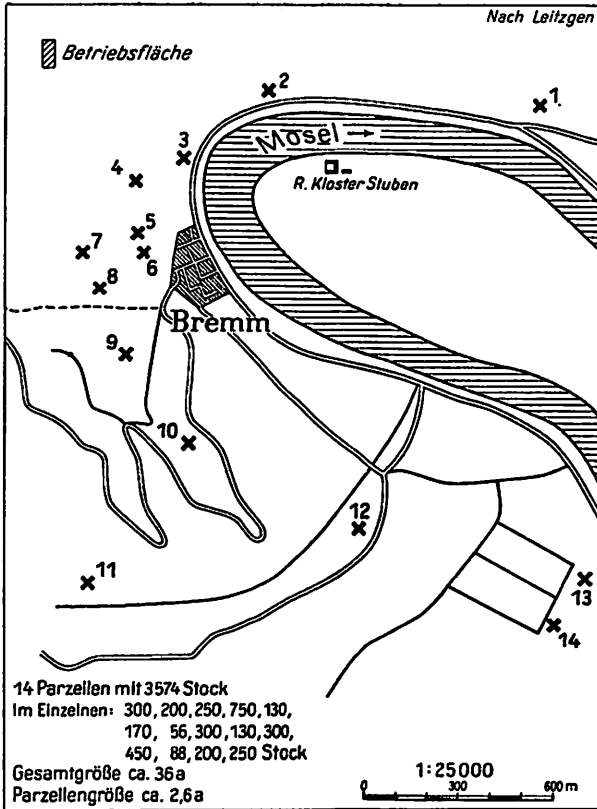 Nach Leitzgen
Betriebsfläche
2
1.
Mosel
3
R. Kloster Stuben
4
5
7
6
8
Bremm
9
10
12
11
13
14
14 Parzellen mit 3574 Stock
Im Einzelnen: 300, 200, 250, 750, 130,
170, 56, 300, 130, 300,
450, 88, 200, 250 Stock
Gesamtgröße ca. 36a
Parzellengröße ca. 2,6a
1:25000
0 600 m